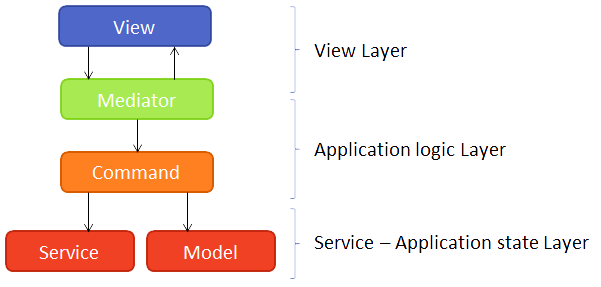 View
View Layer
Mediator
Application logic Layer
Command
Service
Model
Service – Application state Layer